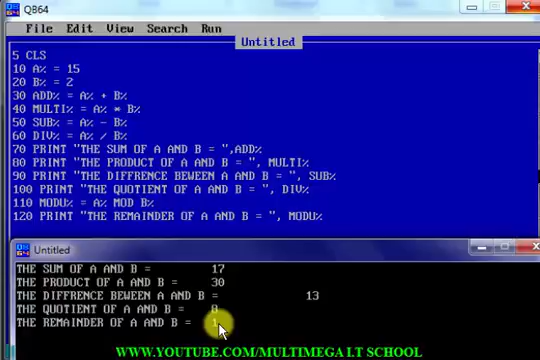 QB64
File Edit View Search Run
Untitled
5 CLS
10 A% = 15
20 B% = 2
30 ADD% = A% + B%
40 MULTI% = A% * B%
50 SUB% = A% - B%
60 DIV% = A% / B%
70 PRINT "THE SUM OF A AND B = ",ADD%
80 PRINT "THE PRODUCT OF A AND B = ", MULTI%
90 PRINT "THE DIFFRENCE BEWEEN A AND B = ", SUB%
100 PRINT "THE QUOTIENT OF A AND B = ", DIV%
110 MODU% = A% MOD B%
120 PRINT "THE REMAINDER OF A AND B = ", MODU%
Untitled
THE SUM OF A AND B = 17
THE PRODUCT OF A AND B = 30
THE DIFFRENCE BEWEEN A AND B = 13
THE QUOTIENT OF A AND B = 8
THE REMAINDER OF A AND B = 1
WWW.YOUTUBE.COM/MULTIMEGA I.T SCHOOL